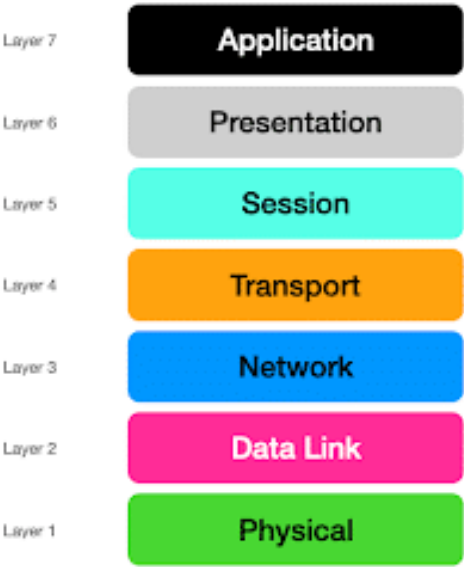 Layer 7 Application
Layer 6 Presentation
Layer 5 Session
Layer 4 Transport
Layer 3 Network
Layer 2 Data Link
Layer 1 Physical